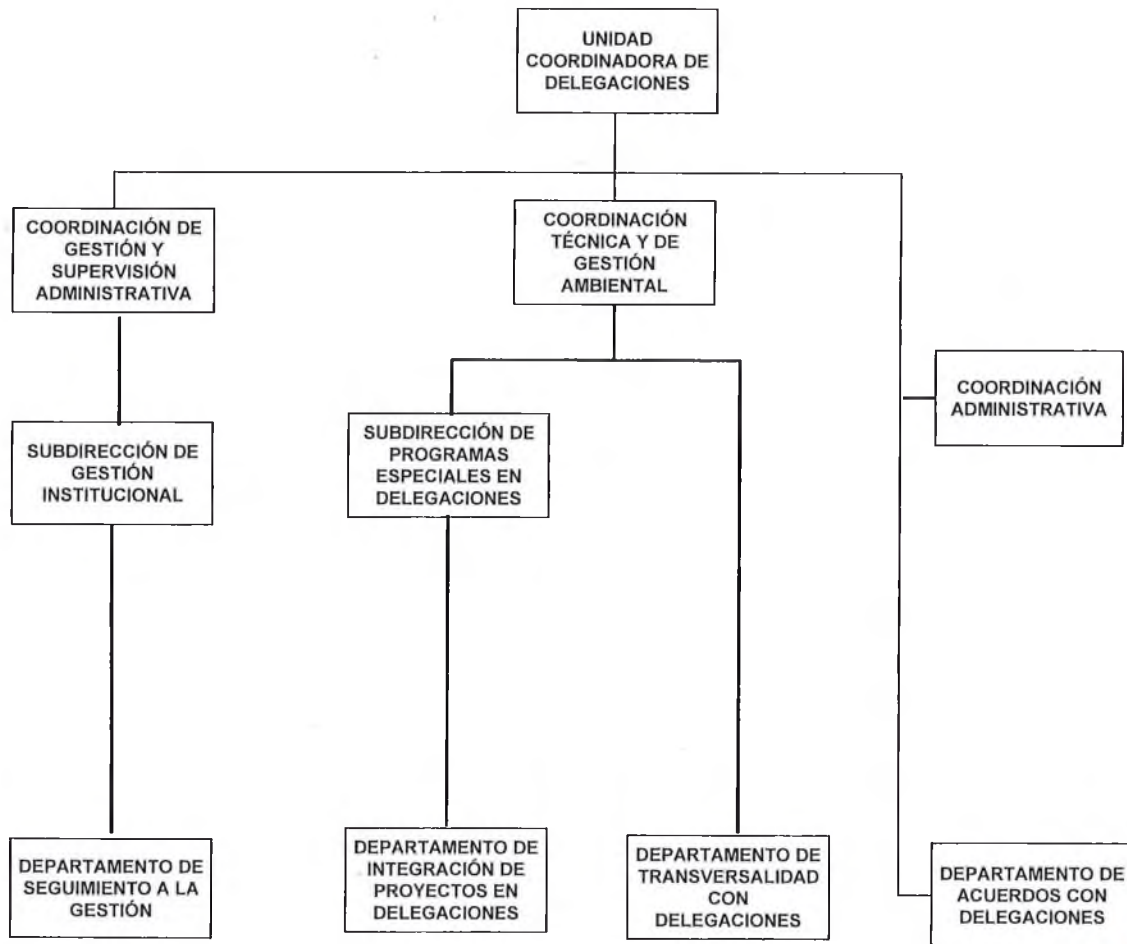 UNIDAD
COORDINADORA DE
DELEGACIONES
COORDINACIÓN DE
GESTIÓN Y
SUPERVISIÓN
ADMINISTRATIVA
COORDINACIÓN
TÉCNICA Y DE
GESTIÓN
AMBIENTAL
COORDINACIÓN
ADMINISTRATIVA
SUBDIRECCIÓN DE
GESTIÓN
INSTITUCIONAL
SUBDIRECCIÓN DE
PROGRAMAS
ESPECIALES EN
DELEGACIONES
DEPARTAMENTO DE
SEGUIMIENTO A LA
GESTIÓN
DEPARTAMENTO DE
INTEGRACIÓN DE
PROYECTOS EN
DELEGACIONES
DEPARTAMENTO DE
TRANSVERSALIDAD
CON
DELEGACIONES
DEPARTAMENTO DE
ACUERDOS CON
DELEGACIONES